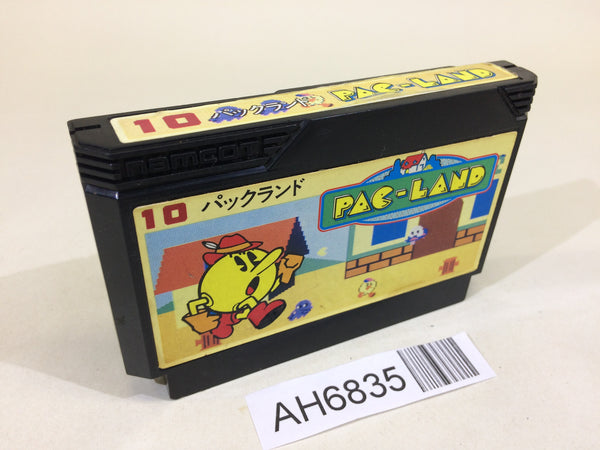 10 パックランド PAC-LAND
namcot
10 パックランド
PAC-LAND
AH6835